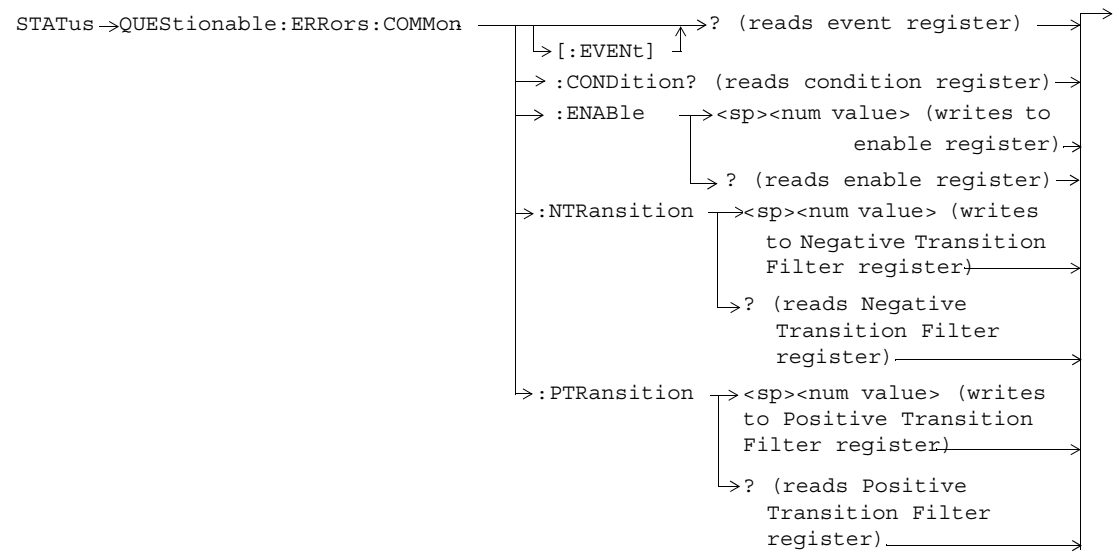 STATus QUEStionable:ERRors:COMMon ? (reads event register)
[:EVENt]
:CONDition? (reads condition register)
:ENABle <sp><num value> (writes to
enable register)
? (reads enable register)
:NTRansition <sp><num value> (writes
to Negative Transition
Filter register)
? (reads Negative
Transition Filter
register)
:PTRansition <sp><num value> (writes
to Positive Transition
Filter register)
? (reads Positive
Transition Filter
register)